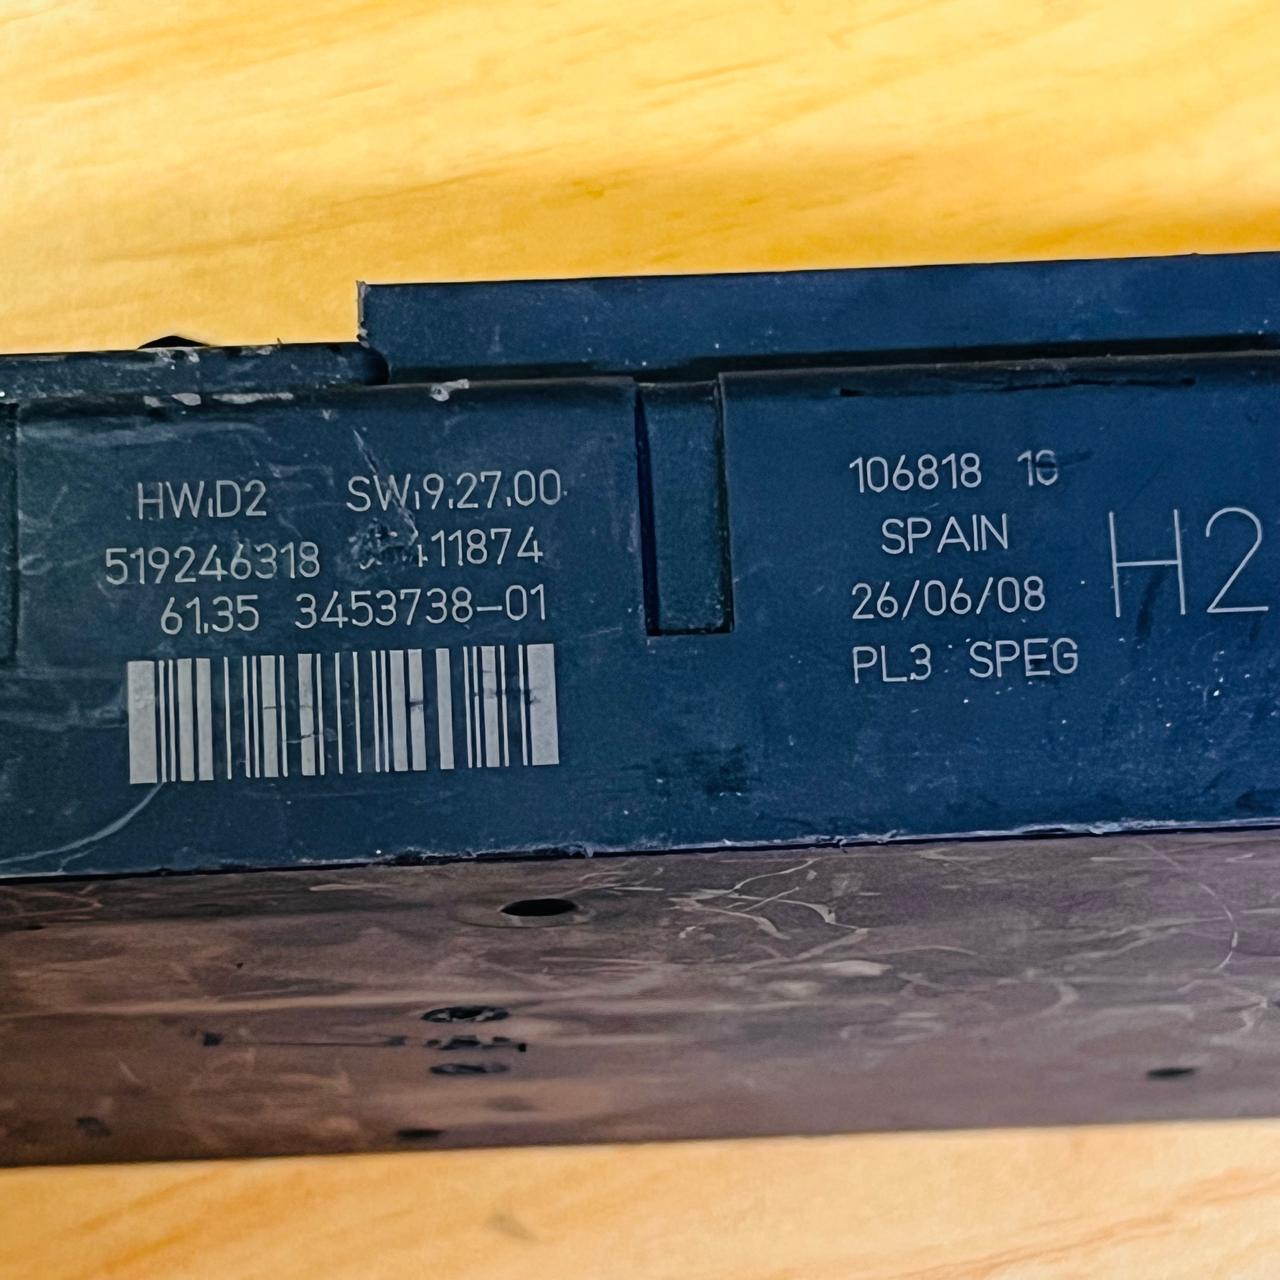 HW.D2 SW.9.27.00
519246318
61.35 3453738-01
106818
SPAIN
26/06/08
PL3 SPEG
H2